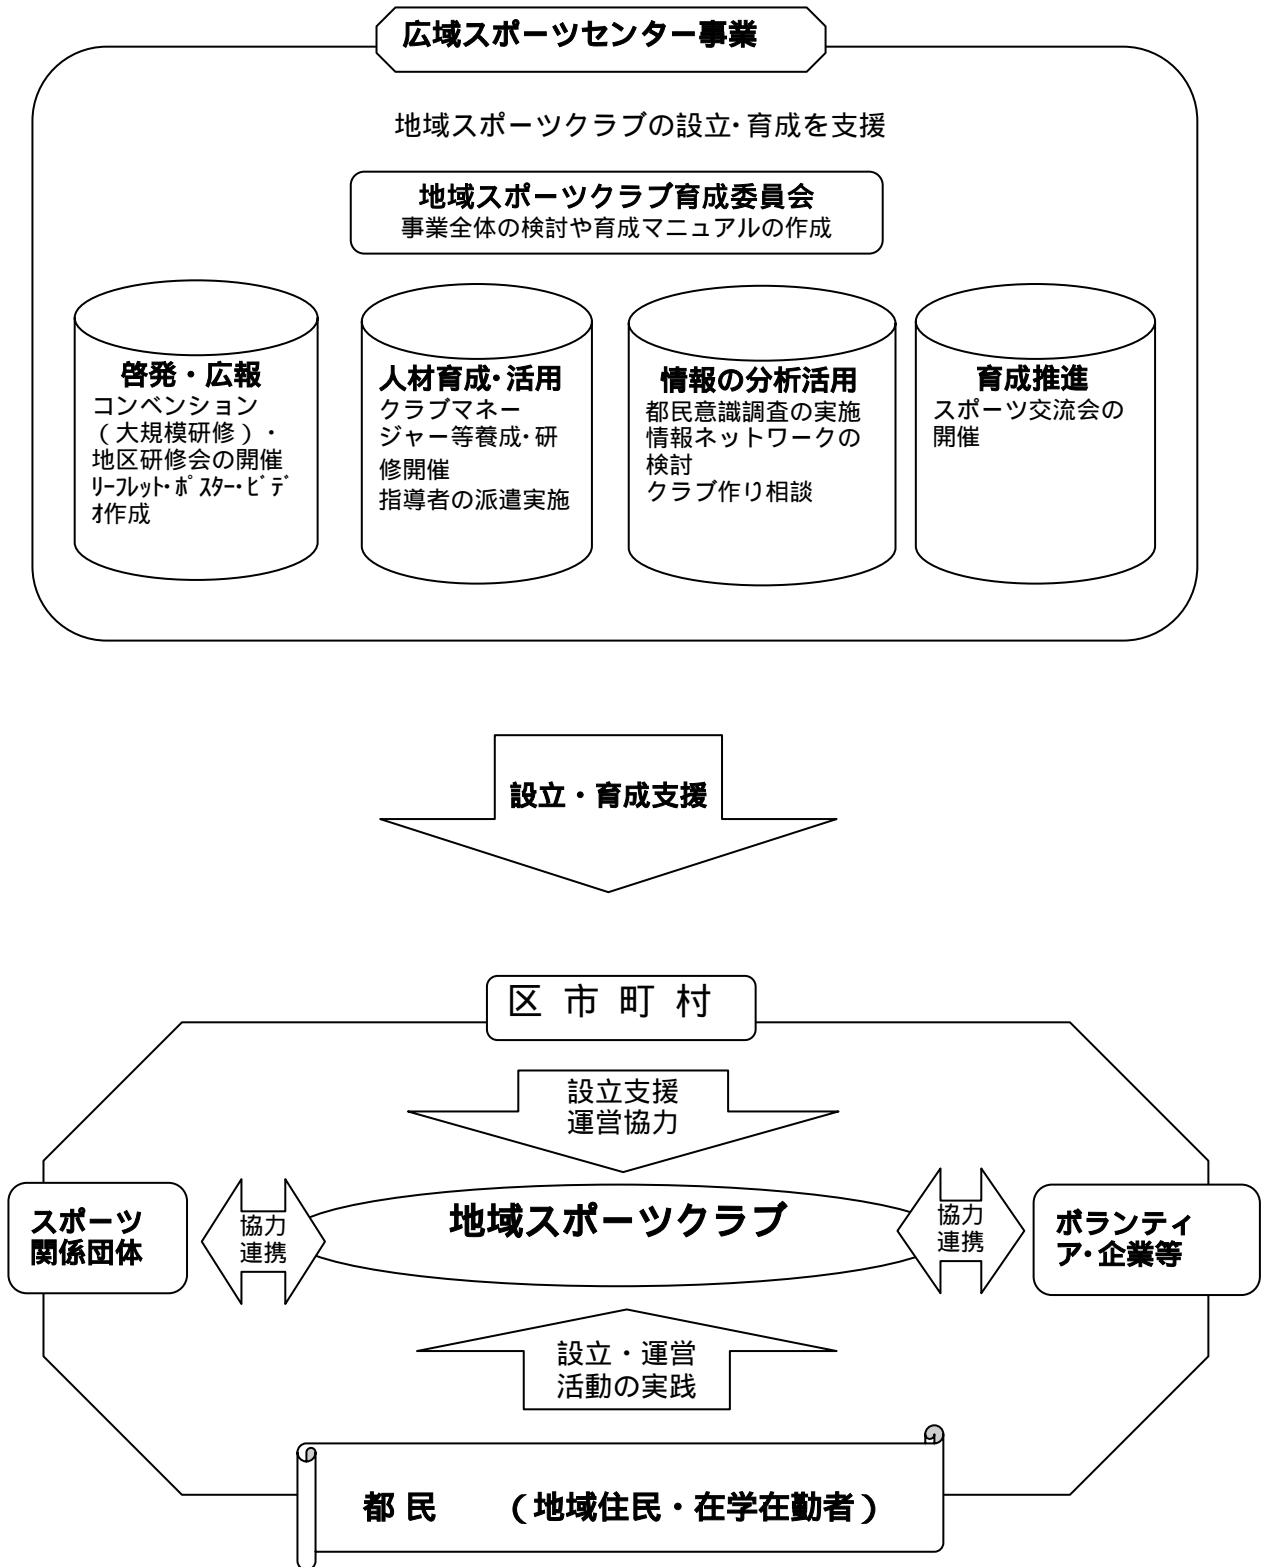 広域スポーツセンター事業
地域スポーツクラブの設立･育成を支援
地域スポーツクラブ育成委員会
事業全体の検討や育成マニュアルの作成
啓発・広報
コンベンション
（大規模研修）・
地区研修会の開催
ﾘｰﾌﾚｯﾄ･ﾎﾟｽﾀｰ･ﾋﾞﾃﾞ
ｵ作成
人材育成･活用
クラブマネー
ジャー等養成･研
修開催
指導者の派遣実施
情報の分析活用
都民意識調査の実施
情報ネットワークの
検討
クラブ作り相談
育成推進
スポーツ交流会の
開催
設立・育成支援
区 市 町 村
設立支援
運営協力
スポーツ
関係団体
協力
連携
地域スポーツクラブ
協力
連携
ボランティ
ア･企業等
設立・運営
活動の実践
都 民　（地域住民・在学在勤者）